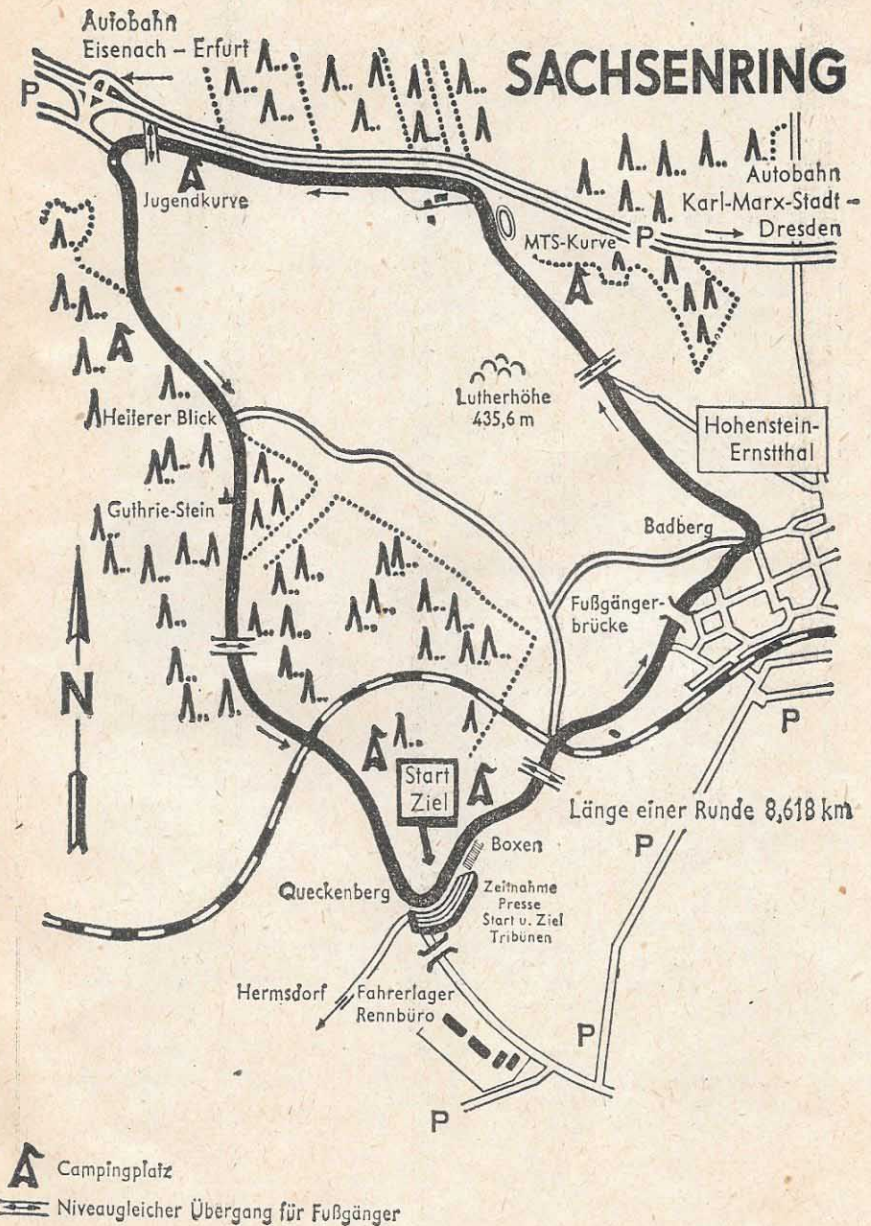 Autobahn
Eisenach – Erfurt
SACHSENRING
P
Autobahn
Karl-Marx-Stadt –
Dresden
Jugendkurve
MTS-Kurve
P
Lutherhöhe
435,6 m
Heiterer Blick
Hohenstein-
Ernstthal
Guthrie-Stein
Badberg
Fußgänger-
brücke
N
P
Start
Ziel
Länge einer Runde 8,618 km
P
Boxen
Queckenberg
Zeitnahme
Presse
Start u. Ziel
Tribünen
Hermsdorf
Fahrerlager
Rennbüro
P
P
Campingplatz
Niveaugleicher Übergang für Fußgänger